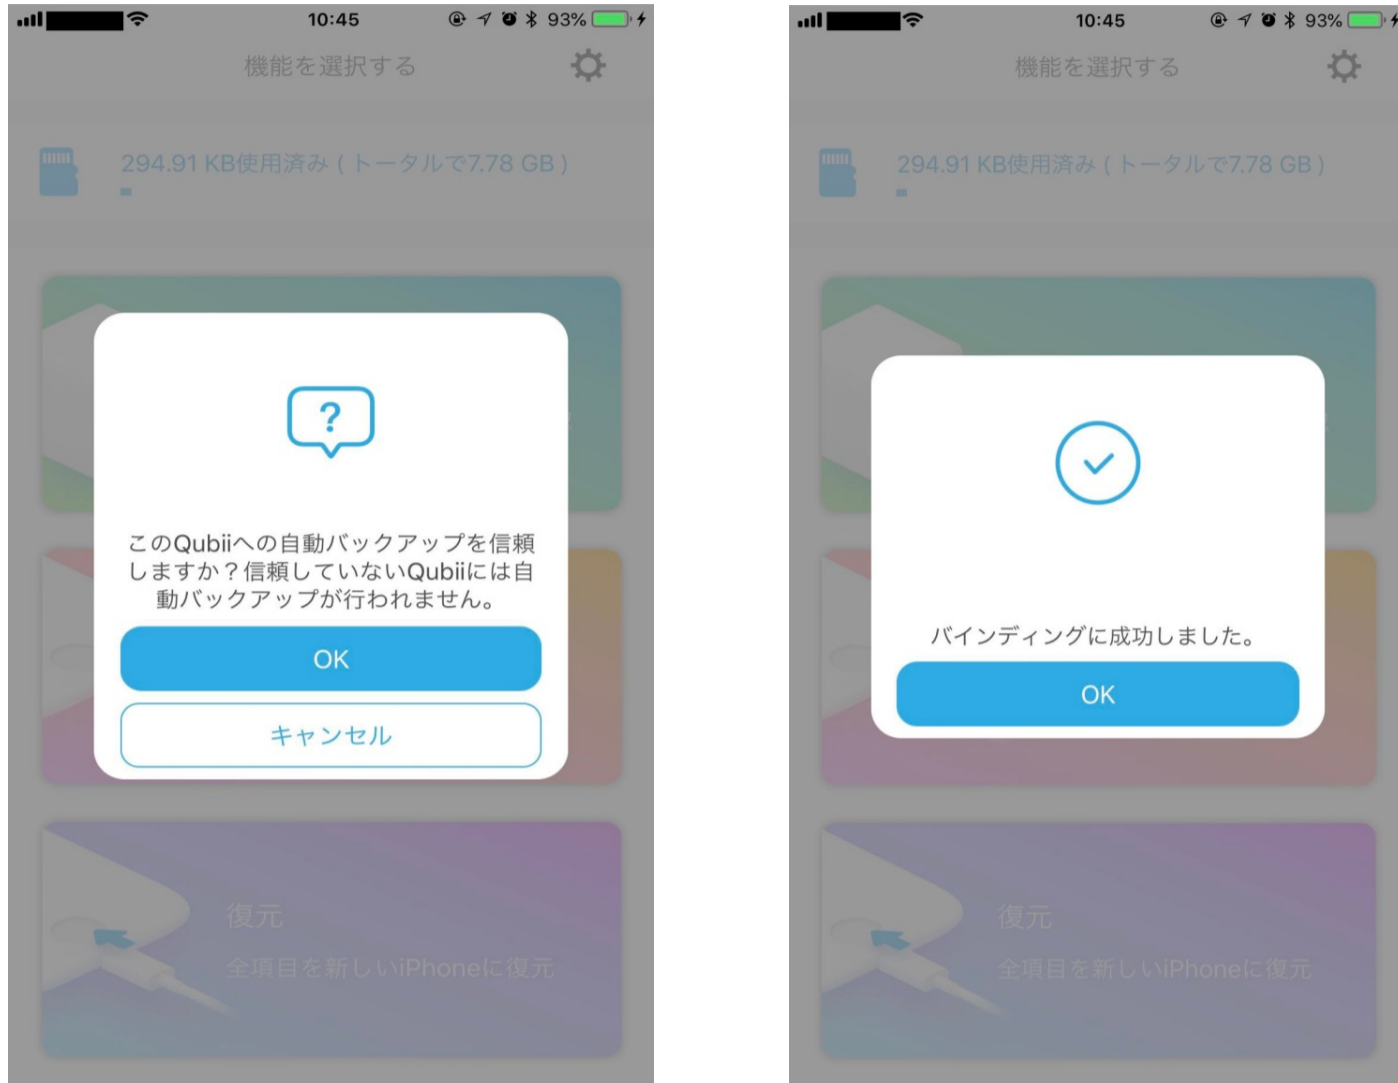 10:45
93%
機能を選択する
294.91 KB使用済み ( トータルで7.78 GB )
?
このQubiiへの自動バックアップを信頼
しますか？信頼していないQubiiには自
動バックアップが行われません。
OK
キャンセル
復元
全項目を新しいiPhoneに復元
10:45
93%
機能を選択する
294.91 KB使用済み ( トータルで7.78 GB )
バインディングに成功しました。
OK
復元
全項目を新しいiPhoneに復元